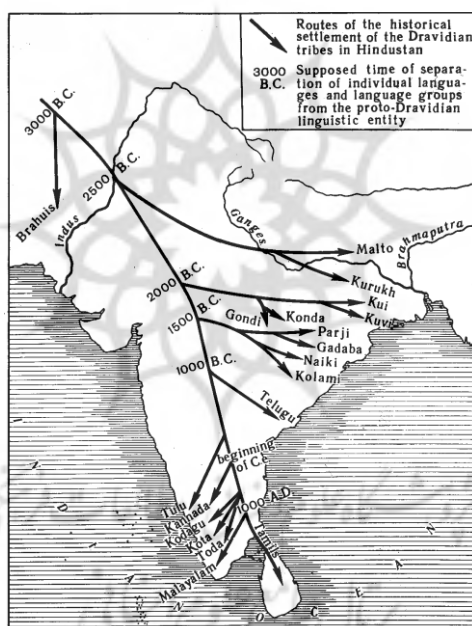 Routes of the historical
settlement of the Dravidian
tribes in Hindustan
3000 B.C. Supposed time of separa-
tion of individual langua-
ges and language groups
from the proto-Dravidian
linguistic entity
3000 B.C.
2500 B.C.
Brahuis
Indus
Ganges
Brahmaputra
Malto
Kurukh
2000 B.C.
Kui
Kuvi
Konda
Gondi
1500 B.C.
Parji
Gadaba
Naiki
Kolami
1000 B.C.
Telugu
beginning
of C.e.
Tulu
Kannada
Kodagu
Kota
Toda
Malayalam
1000 A.D.
Tamils
INDIAN OCEAN